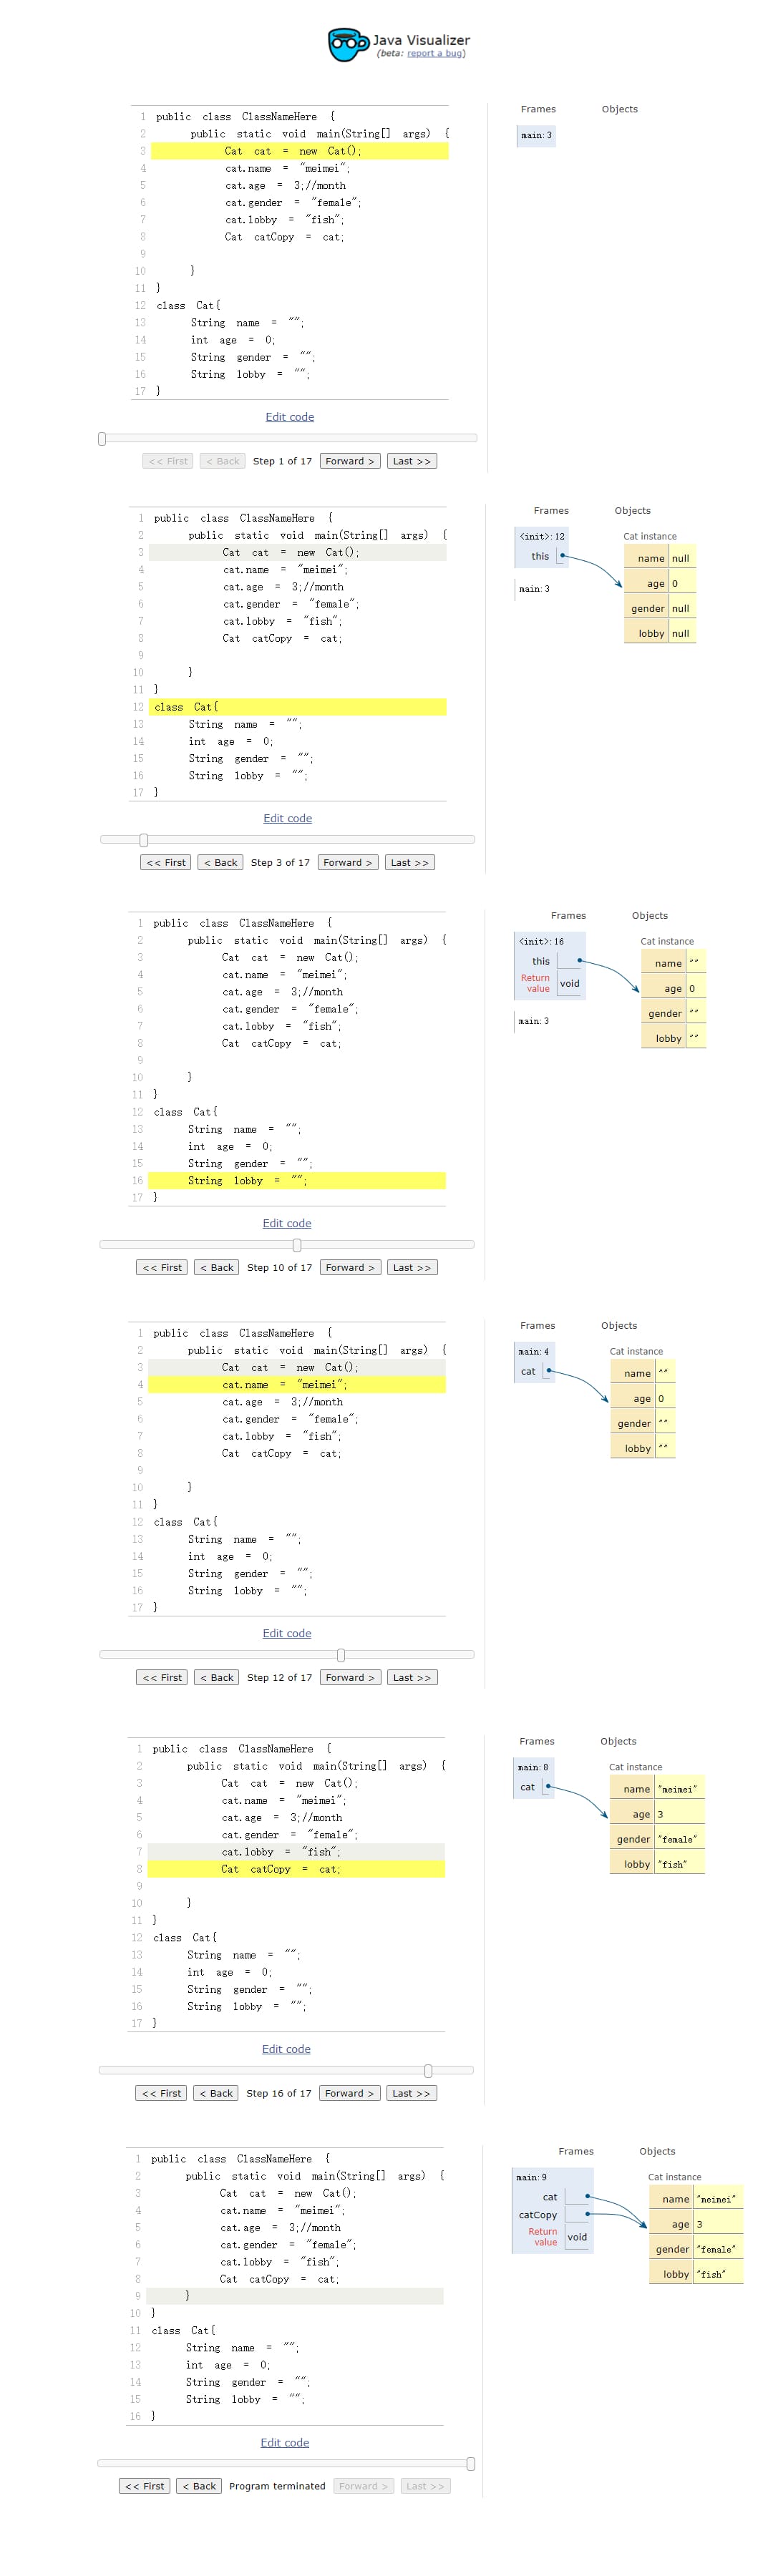 Java Visualizer
(beta: report a bug)
1 public class ClassNameHere {
2 public static void main(String[] args) {
3 Cat cat = new Cat();
4 cat.name = "meimei";
5 cat.age = 3;//month
6 cat.gender = "female";
7 cat.lobby = "fish";
8 Cat catCopy = cat;
9
10 }
11 }
12 class Cat{
13 String name = "";
14 int age = 0;
15 String gender = "";
16 String lobby = "";
17 }
Edit code
<< First < Back Step 1 of 17 Forward > Last >>
Frames Objects
main:3
1 public class ClassNameHere {
2 public static void main(String[] args) {
3 Cat cat = new Cat();
4 cat.name = "meimei";
5 cat.age = 3;//month
6 cat.gender = "female";
7 cat.lobby = "fish";
8 Cat catCopy = cat;
9
10 }
11 }
12 class Cat{
13 String name = "";
14 int age = 0;
15 String gender = "";
16 String lobby = "";
17 }
Edit code
<< First < Back Step 3 of 17 Forward > Last >>
Frames Objects
<init>:12
this
main:3
Cat instance
name null
age 0
gender null
lobby null
1 public class ClassNameHere {
2 public static void main(String[] args) {
3 Cat cat = new Cat();
4 cat.name = "meimei";
5 cat.age = 3;//month
6 cat.gender = "female";
7 cat.lobby = "fish";
8 Cat catCopy = cat;
9
10 }
11 }
12 class Cat{
13 String name = "";
14 int age = 0;
15 String gender = "";
16 String lobby = "";
17 }
Edit code
<< First < Back Step 10 of 17 Forward > Last >>
Frames Objects
<init>:16
this
Return
value void
main:3
Cat instance
name ""
age 0
gender ""
lobby ""
1 public class ClassNameHere {
2 public static void main(String[] args) {
3 Cat cat = new Cat();
4 cat.name = "meimei";
5 cat.age = 3;//month
6 cat.gender = "female";
7 cat.lobby = "fish";
8 Cat catCopy = cat;
9
10 }
11 }
12 class Cat{
13 String name = "";
14 int age = 0;
15 String gender = "";
16 String lobby = "";
17 }
Edit code
<< First < Back Step 12 of 17 Forward > Last >>
Frames Objects
main:4
cat
Cat instance
name ""
age 0
gender ""
lobby ""
1 public class ClassNameHere {
2 public static void main(String[] args) {
3 Cat cat = new Cat();
4 cat.name = "meimei";
5 cat.age = 3;//month
6 cat.gender = "female";
7 cat.lobby = "fish";
8 Cat catCopy = cat;
9
10 }
11 }
12 class Cat{
13 String name = "";
14 int age = 0;
15 String gender = "";
16 String lobby = "";
17 }
Edit code
<< First < Back Step 16 of 17 Forward > Last >>
Frames Objects
main:8
cat
Cat instance
name "meimei"
age 3
gender "female"
lobby "fish"
1 public class ClassNameHere {
2 public static void main(String[] args) {
3 Cat cat = new Cat();
4 cat.name = "meimei";
5 cat.age = 3;//month
6 cat.gender = "female";
7 cat.lobby = "fish";
8 Cat catCopy = cat;
9 }
10 }
11 class Cat{
12 String name = "";
13 int age = 0;
14 String gender = "";
15 String lobby = "";
16 }
Edit code
<< First < Back Program terminated Forward > Last >>
Frames Objects
main:9
cat
catCopy
Return
value void
Cat instance
name "meimei"
age 3
gender "female"
lobby "fish"